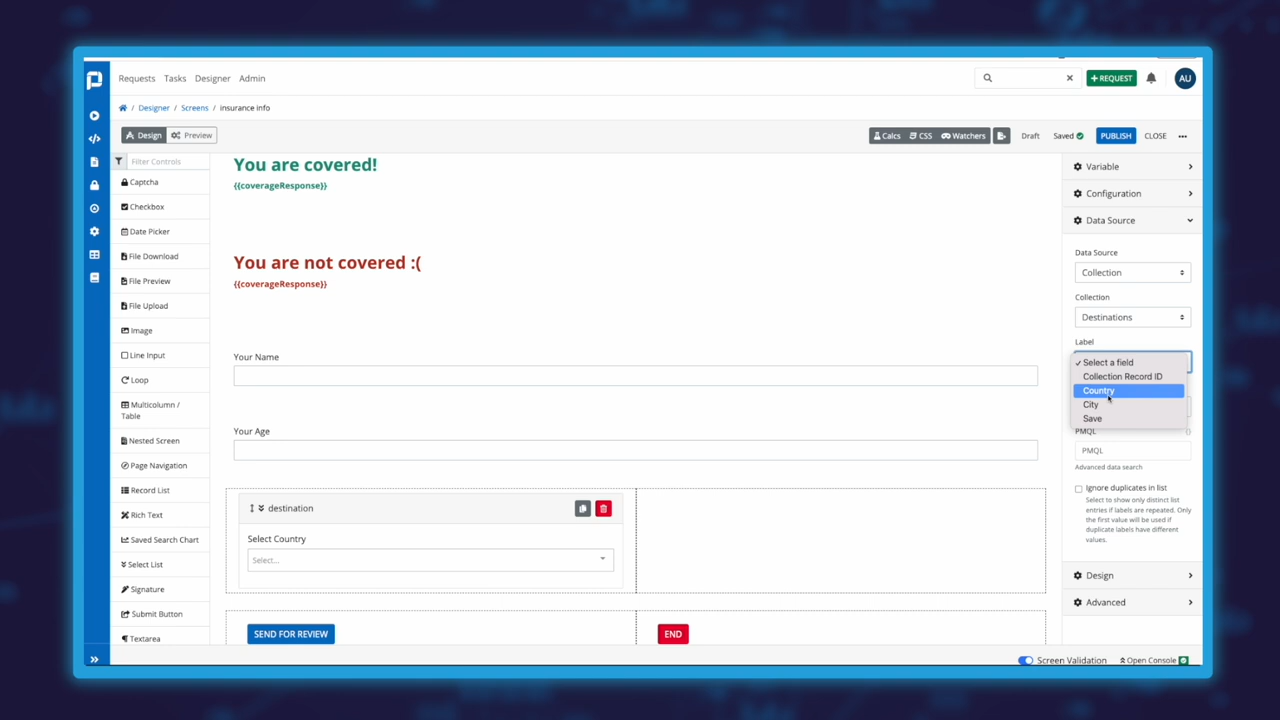 Requests Tasks Designer Admin
+ REQUEST
AU
/ Designer / Screens / insurance info
Design Preview
Calcs CSS Watchers Draft Saved PUBLISH CLOSE ...
Filter Controls
Captcha
Checkbox
Date Picker
File Download
File Preview
File Upload
Image
Line Input
Loop
Multicolumn /
Table
Nested Screen
Page Navigation
Record List
Rich Text
Saved Search Chart
Select List
Signature
Submit Button
Textarea
You are covered!
{{coverageResponse}}
You are not covered :(
{{coverageResponse}}
Your Name
Your Age
destination
Select Country
Select...
SEND FOR REVIEW
END
Variable
Configuration
Data Source
Data Source
Collection
Collection
Destinations
Label
✓ Select a field
Collection Record ID
Country
City
Save
PMQL
PMQL
Advanced data search
Ignore duplicates in list
Select to show only distinct list
entries if labels are repeated. Only
the first value will be used if
duplicate labels have different
values.
Design
Advanced
Screen Validation Open Console